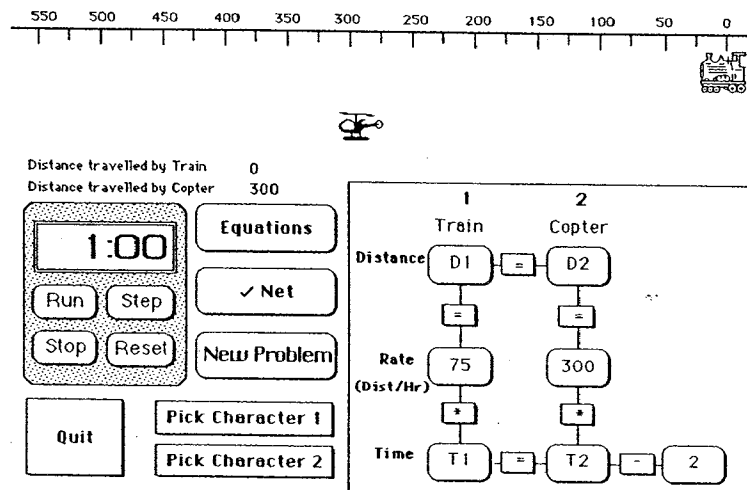 550 500 450 400 350 300 250 200 150 100 50 0
Distance travelled by Train 0
Distance travelled by Copter 300
1:00
Run Step
Stop Reset
Equations
✓ Net
New Problem
Quit
Pick Character 1
Pick Character 2
1 2
Train Copter
Distance D1 = D2
= =
Rate 75 300
(Dist/Hr)
* *
Time T1 = T2 - 2